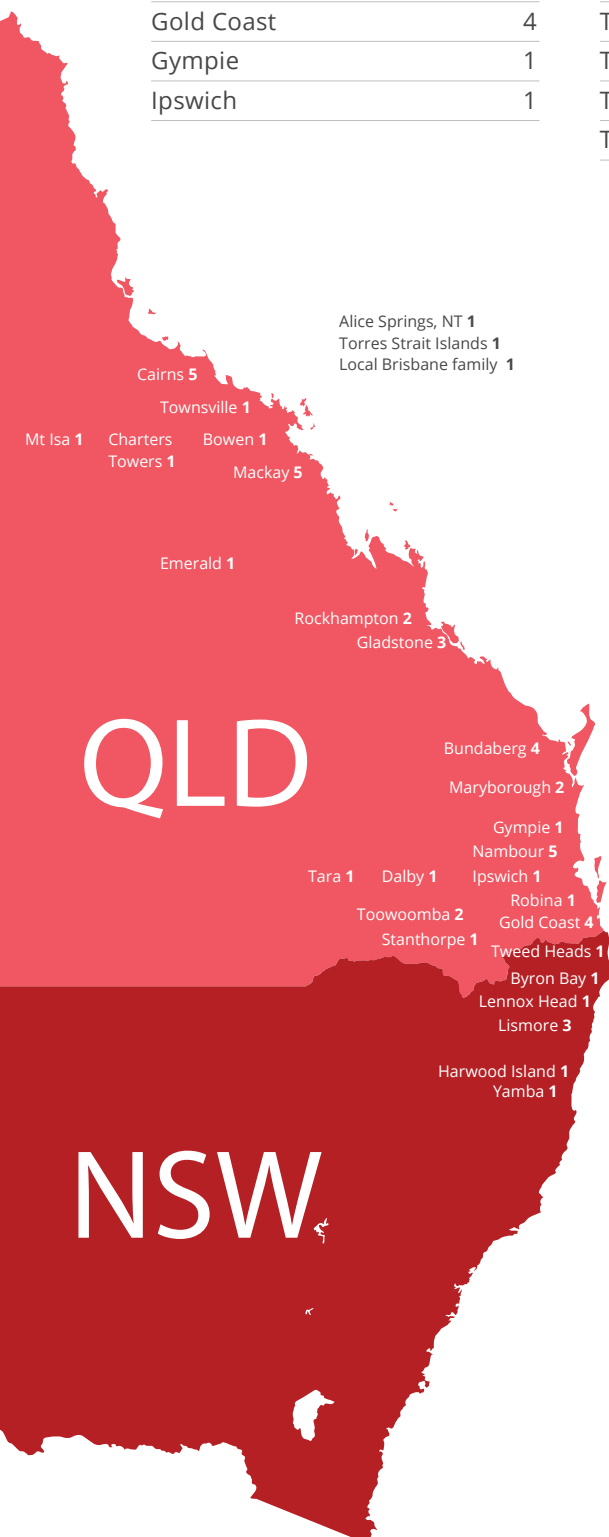 Gold Coast 4
Gympie 1
Ipswich 1
T
T
T
T
Alice Springs, NT 1
Torres Strait Islands 1
Local Brisbane family 1
Cairns 5
Townsville 1
Mt Isa 1
Charters
Towers 1
Bowen 1
Mackay 5
Emerald 1
Rockhampton 2
Gladstone 3
QLD
Bundaberg 4
Maryborough 2
Gympie 1
Nambour 5
Tara 1
Dalby 1
Ipswich 1
Robina 1
Toowoomba 2
Gold Coast 4
Stanthorpe 1
Tweed Heads 1
Byron Bay 1
Lennox Head 1
Lismore 3
Harwood Island 1
Yamba 1
NSW